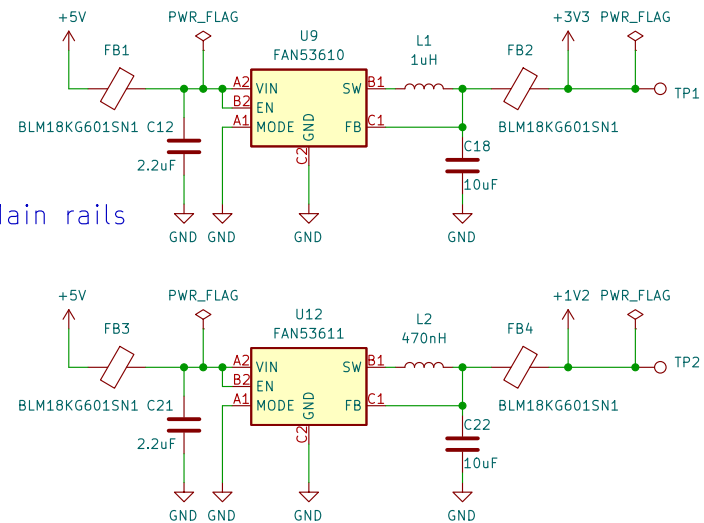 +5V PWR_FLAG +3V3 PWR_FLAG
U9
FAN53610
FB1 L1 FB2
1uH
A2 VIN SW B1
B2 EN
A1 MODE GND FB C1
C2
TP1
BLM18KG601SN1 C12 BLM18KG601SN1
2.2uF
C18
10uF
GND GND GND GND
ain rails
+5V PWR_FLAG +1V2 PWR_FLAG
U12
FAN53611
FB3 L2 FB4
470nH
A2 VIN SW B1
B2 EN
A1 MODE GND FB C1
C2
TP2
BLM18KG601SN1 C21 BLM18KG601SN1
2.2uF
C22
10uF
GND GND GND GND